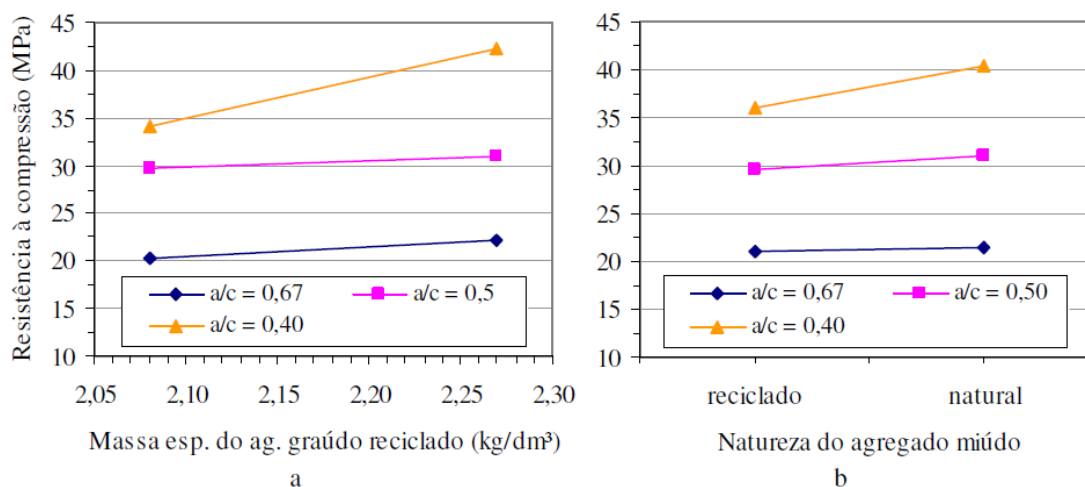 Resistência à compressão (MPa)
45
40
35
30
25
20
15
10
a/c = 0,67
a/c = 0,5
a/c = 0,40
2,05
2,10
2,15
2,20
2,25
2,30
Massa esp. do ag. graúdo reciclado (kg/dm³)
a
45
40
35
30
25
20
15
10
a/c = 0,67
a/c = 0,50
a/c = 0,40
reciclado
natural
Natureza do agregado miúdo
b